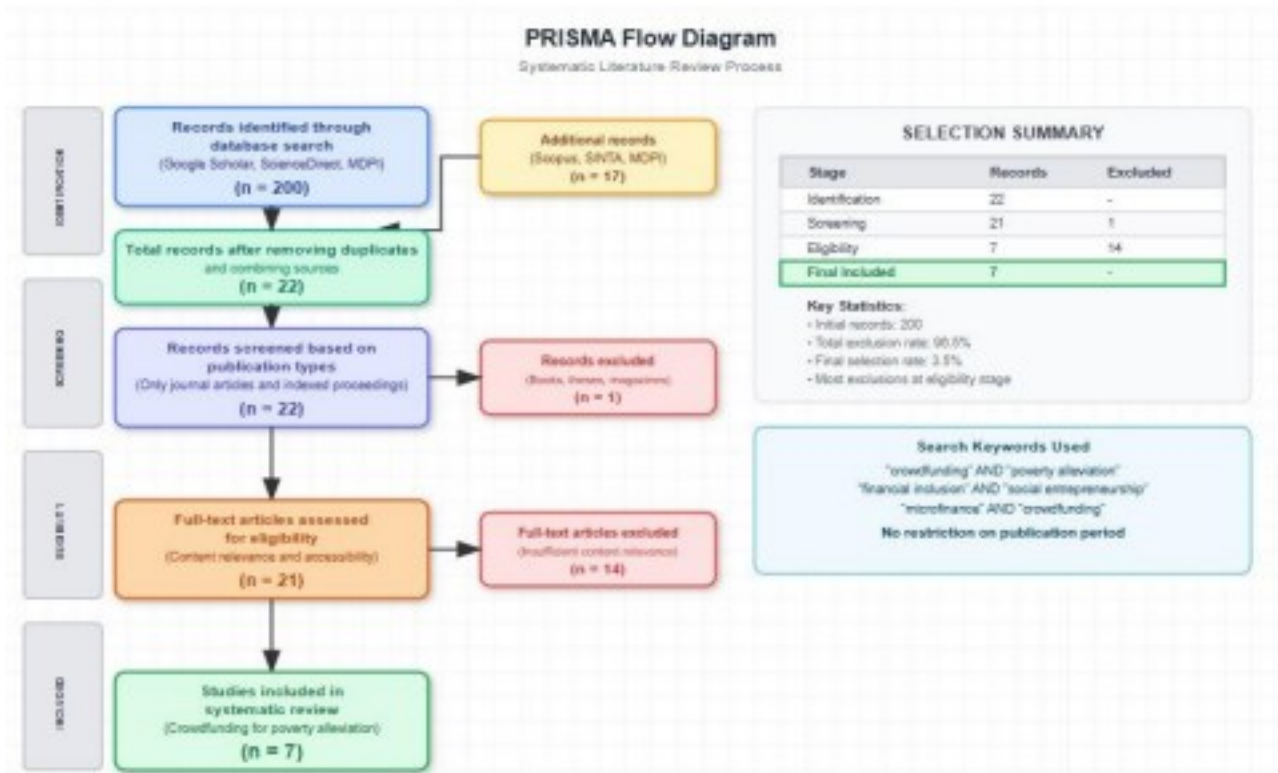 PRISMA Flow Diagram
Systematic Literature Review Process
Records identified through
database search
(Google Scholar, ScienceDirect, MDPI)
(n = 200)
Additional records
(Scopus, SINTA, MDPI)
(n = 17)
Total records after removing duplicates
and combining sources
(n = 22)
Records screened based on
publication types
(Only journal articles and indexed proceedings)
(n = 22)
Records excluded
(Books, theses, magazines)
(n = 1)
Full-text articles assessed
for eligibility
(Content relevance and accessibility)
(n = 21)
Full-text articles excluded
(Insufficient content relevance)
(n = 14)
Studies included in
systematic review
(Crowdfunding for poverty alleviation)
(n = 7)
SELECTION SUMMARY
Stage Records Excluded
Identification 22 -
Screening 21 1
Eligibility 7 14
Final Included 7 -
Key Statistics:
• Initial records: 200
• Total exclusion rate: 96.5%
• Final selection rate: 3.5%
• Most exclusions at eligibility stage
Search Keywords Used
"crowdfunding" AND "poverty alleviation"
"financial inclusion" AND "social entrepreneurship"
"microfinance" AND "crowdfunding"
No restriction on publication period